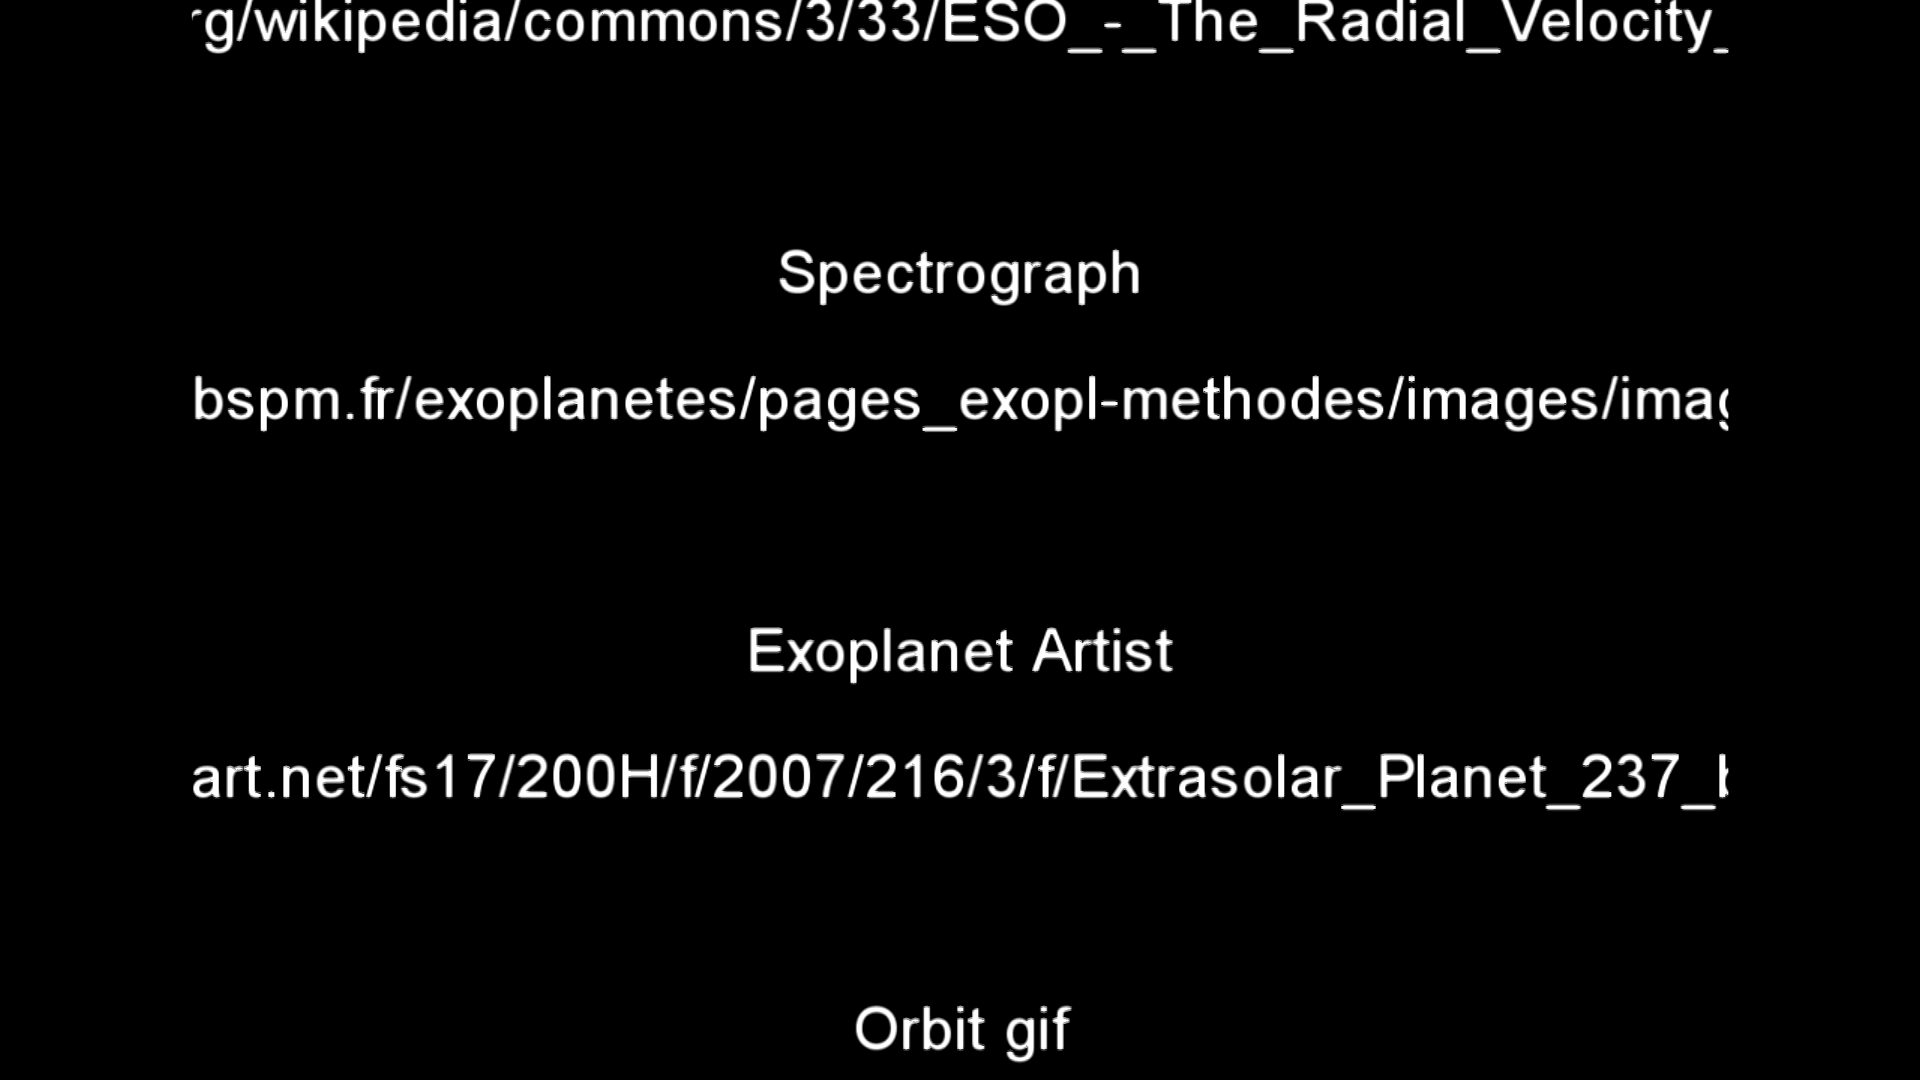 rg/wikipedia/commons/3/33/ESO_-_The_Radial_Velocity_
Spectrograph
bspm.fr/exoplanetes/pages_exopl-methodes/images/imag
Exoplanet Artist
art.net/fs17/200H/f/2007/216/3/f/Extrasolar_Planet_237_b
Orbit gif